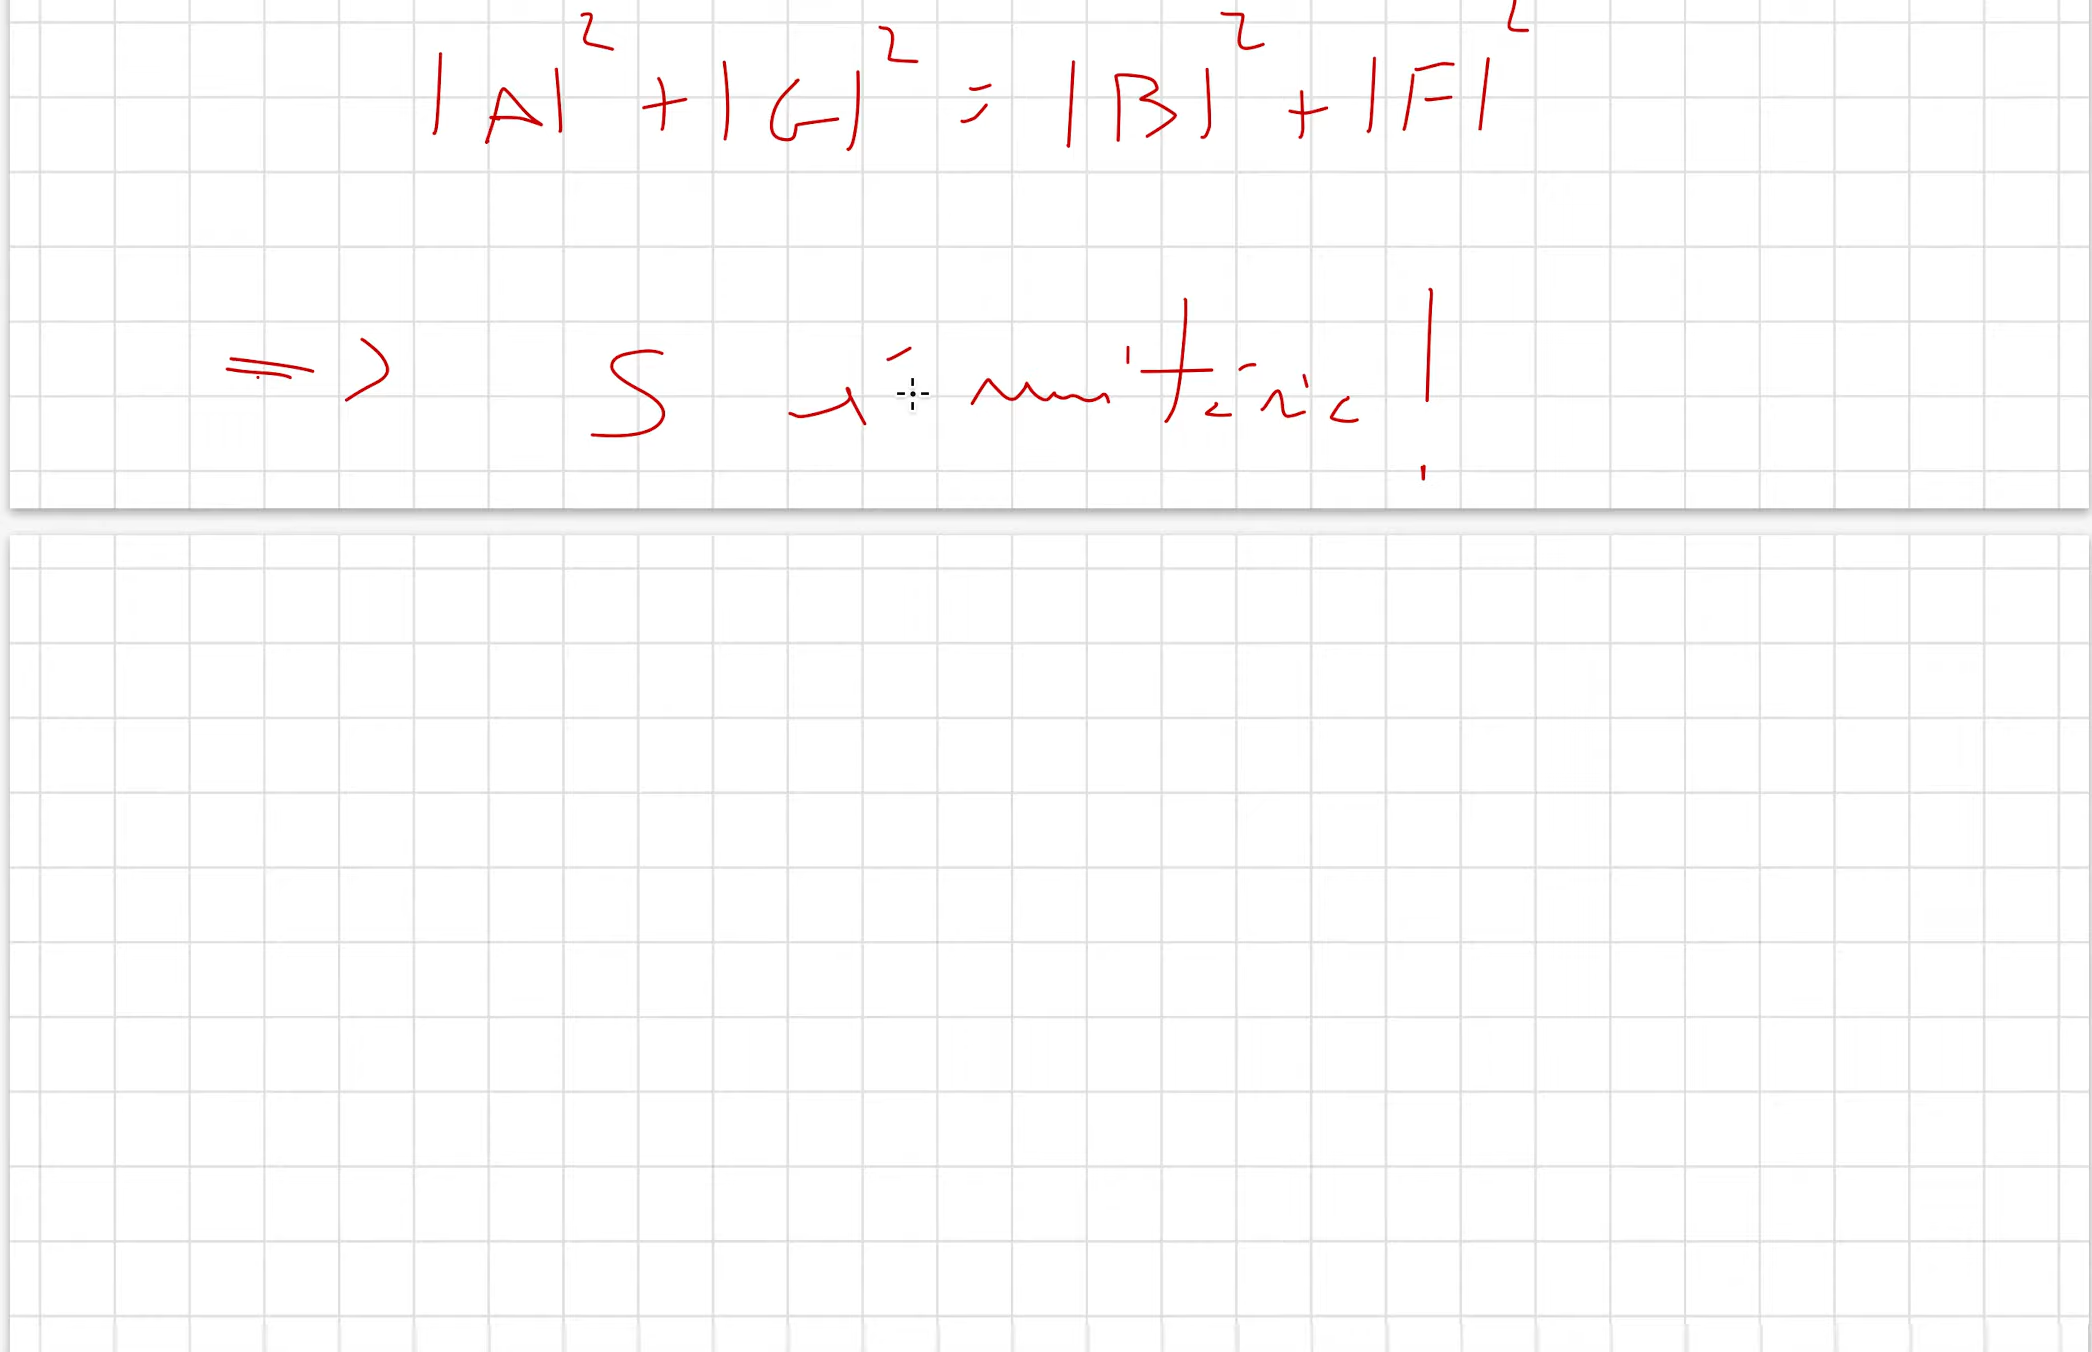 |A|² + |G|² = |B|² + |F|²
=> S unitaria!